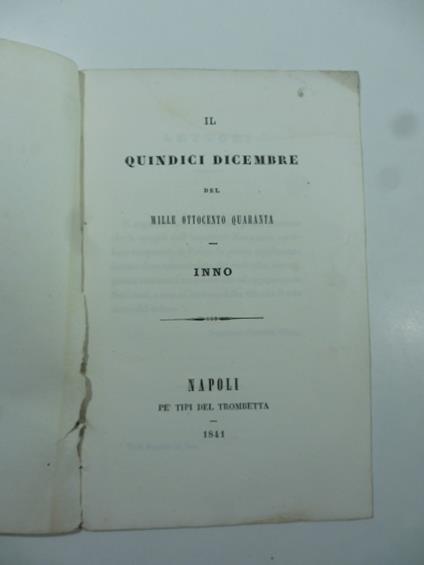 IL
QUINDICI DICEMBRE
DEL
MILLE OTTOCENTO QUARANTA
INNO
NAPOLI
PE' TIPI DEL TROMBETTA
1841